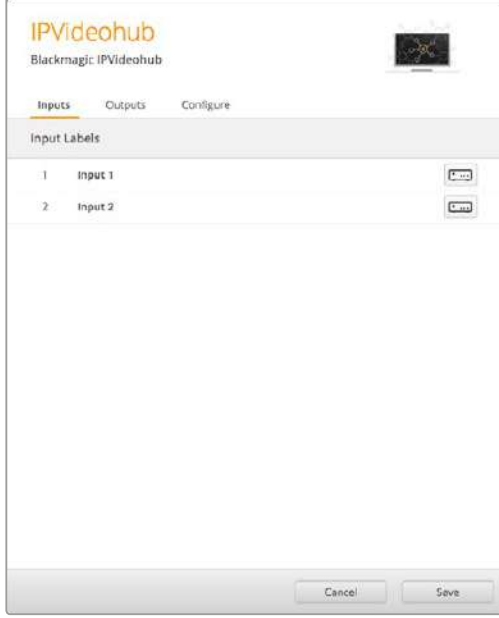 IPVideohub
Blackmagic IPVideohub
Inputs Outputs Configure
Input Labels
1 Input 1
2 Input 2
Cancel Save